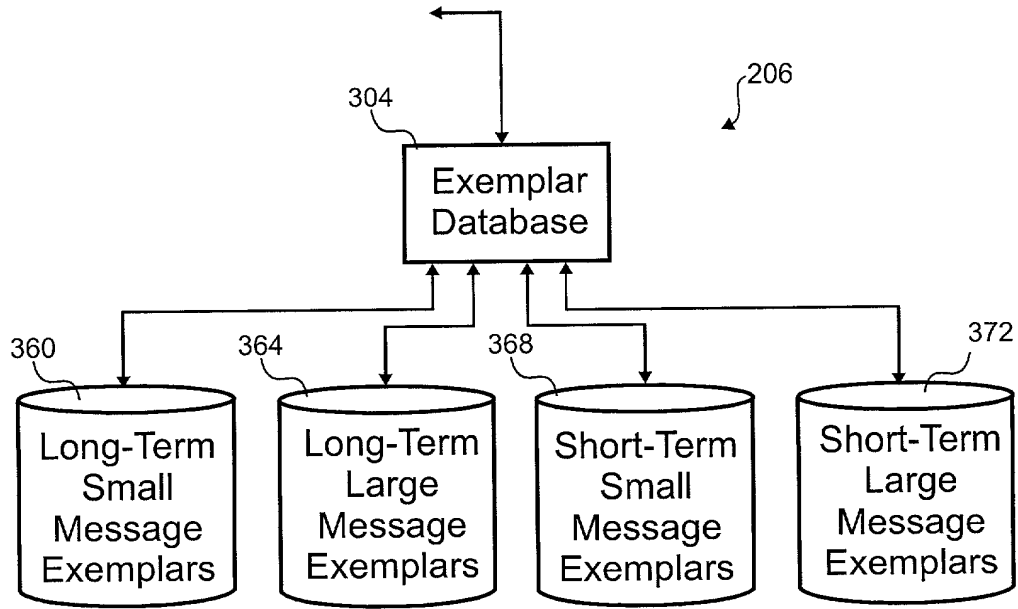 206
304
Exemplar
Database
360
364
368
372
Long-Term
Small
Message
Exemplars
Long-Term
Large
Message
Exemplars
Short-Term
Small
Message
Exemplars
Short-Term
Large
Message
Exemplars